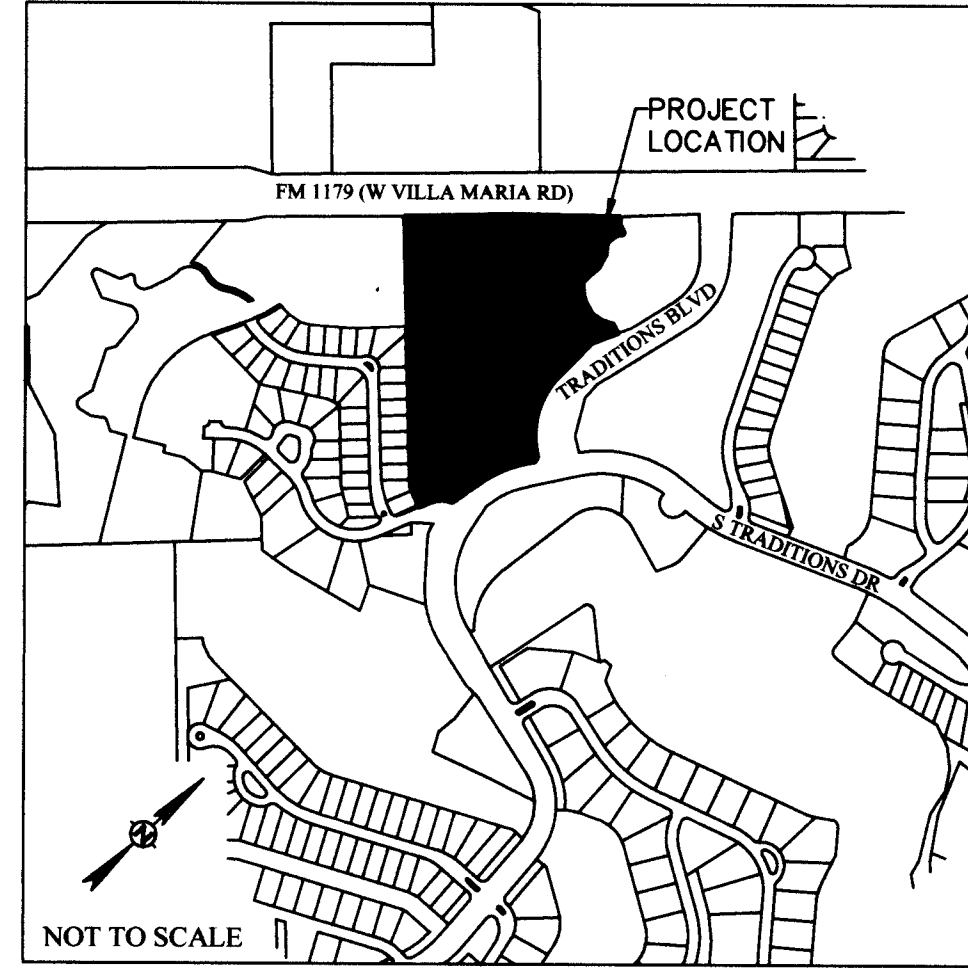 PROJECT
LOCATION
FM 1179 (W VILLA MARIA RD)
TRADITIONS BLVD
S TRADITIONS DR
N
NOT TO SCALE